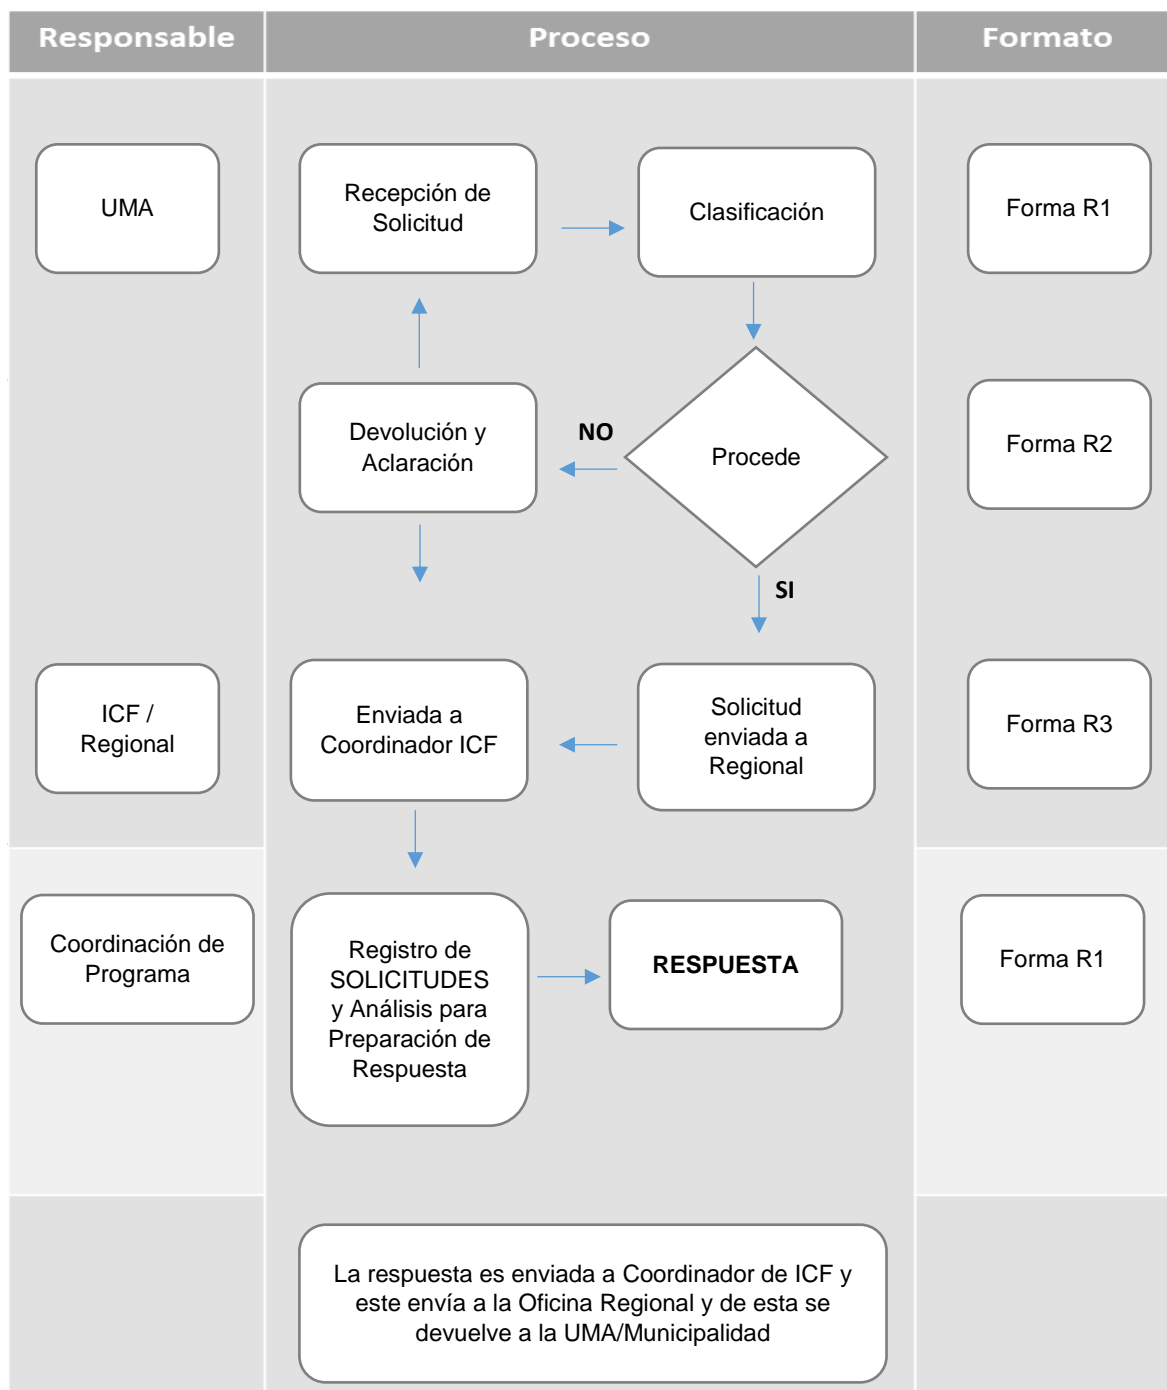 Responsable
Proceso
Formato
UMA
Recepción de
Solicitud
Clasificación
Forma R1
Devolución y
Aclaración
NO
Procede
Forma R2
SI
ICF /
Regional
Enviada a
Coordinador ICF
Solicitud
enviada a
Regional
Forma R3
Coordinación de
Programa
Registro de
SOLICITUDES
y Análisis para
Preparación de
Respuesta
RESPUESTA
Forma R1
La respuesta es enviada a Coordinador de ICF y
este envía a la Oficina Regional y de esta se
devuelve a la UMA/Municipalidad